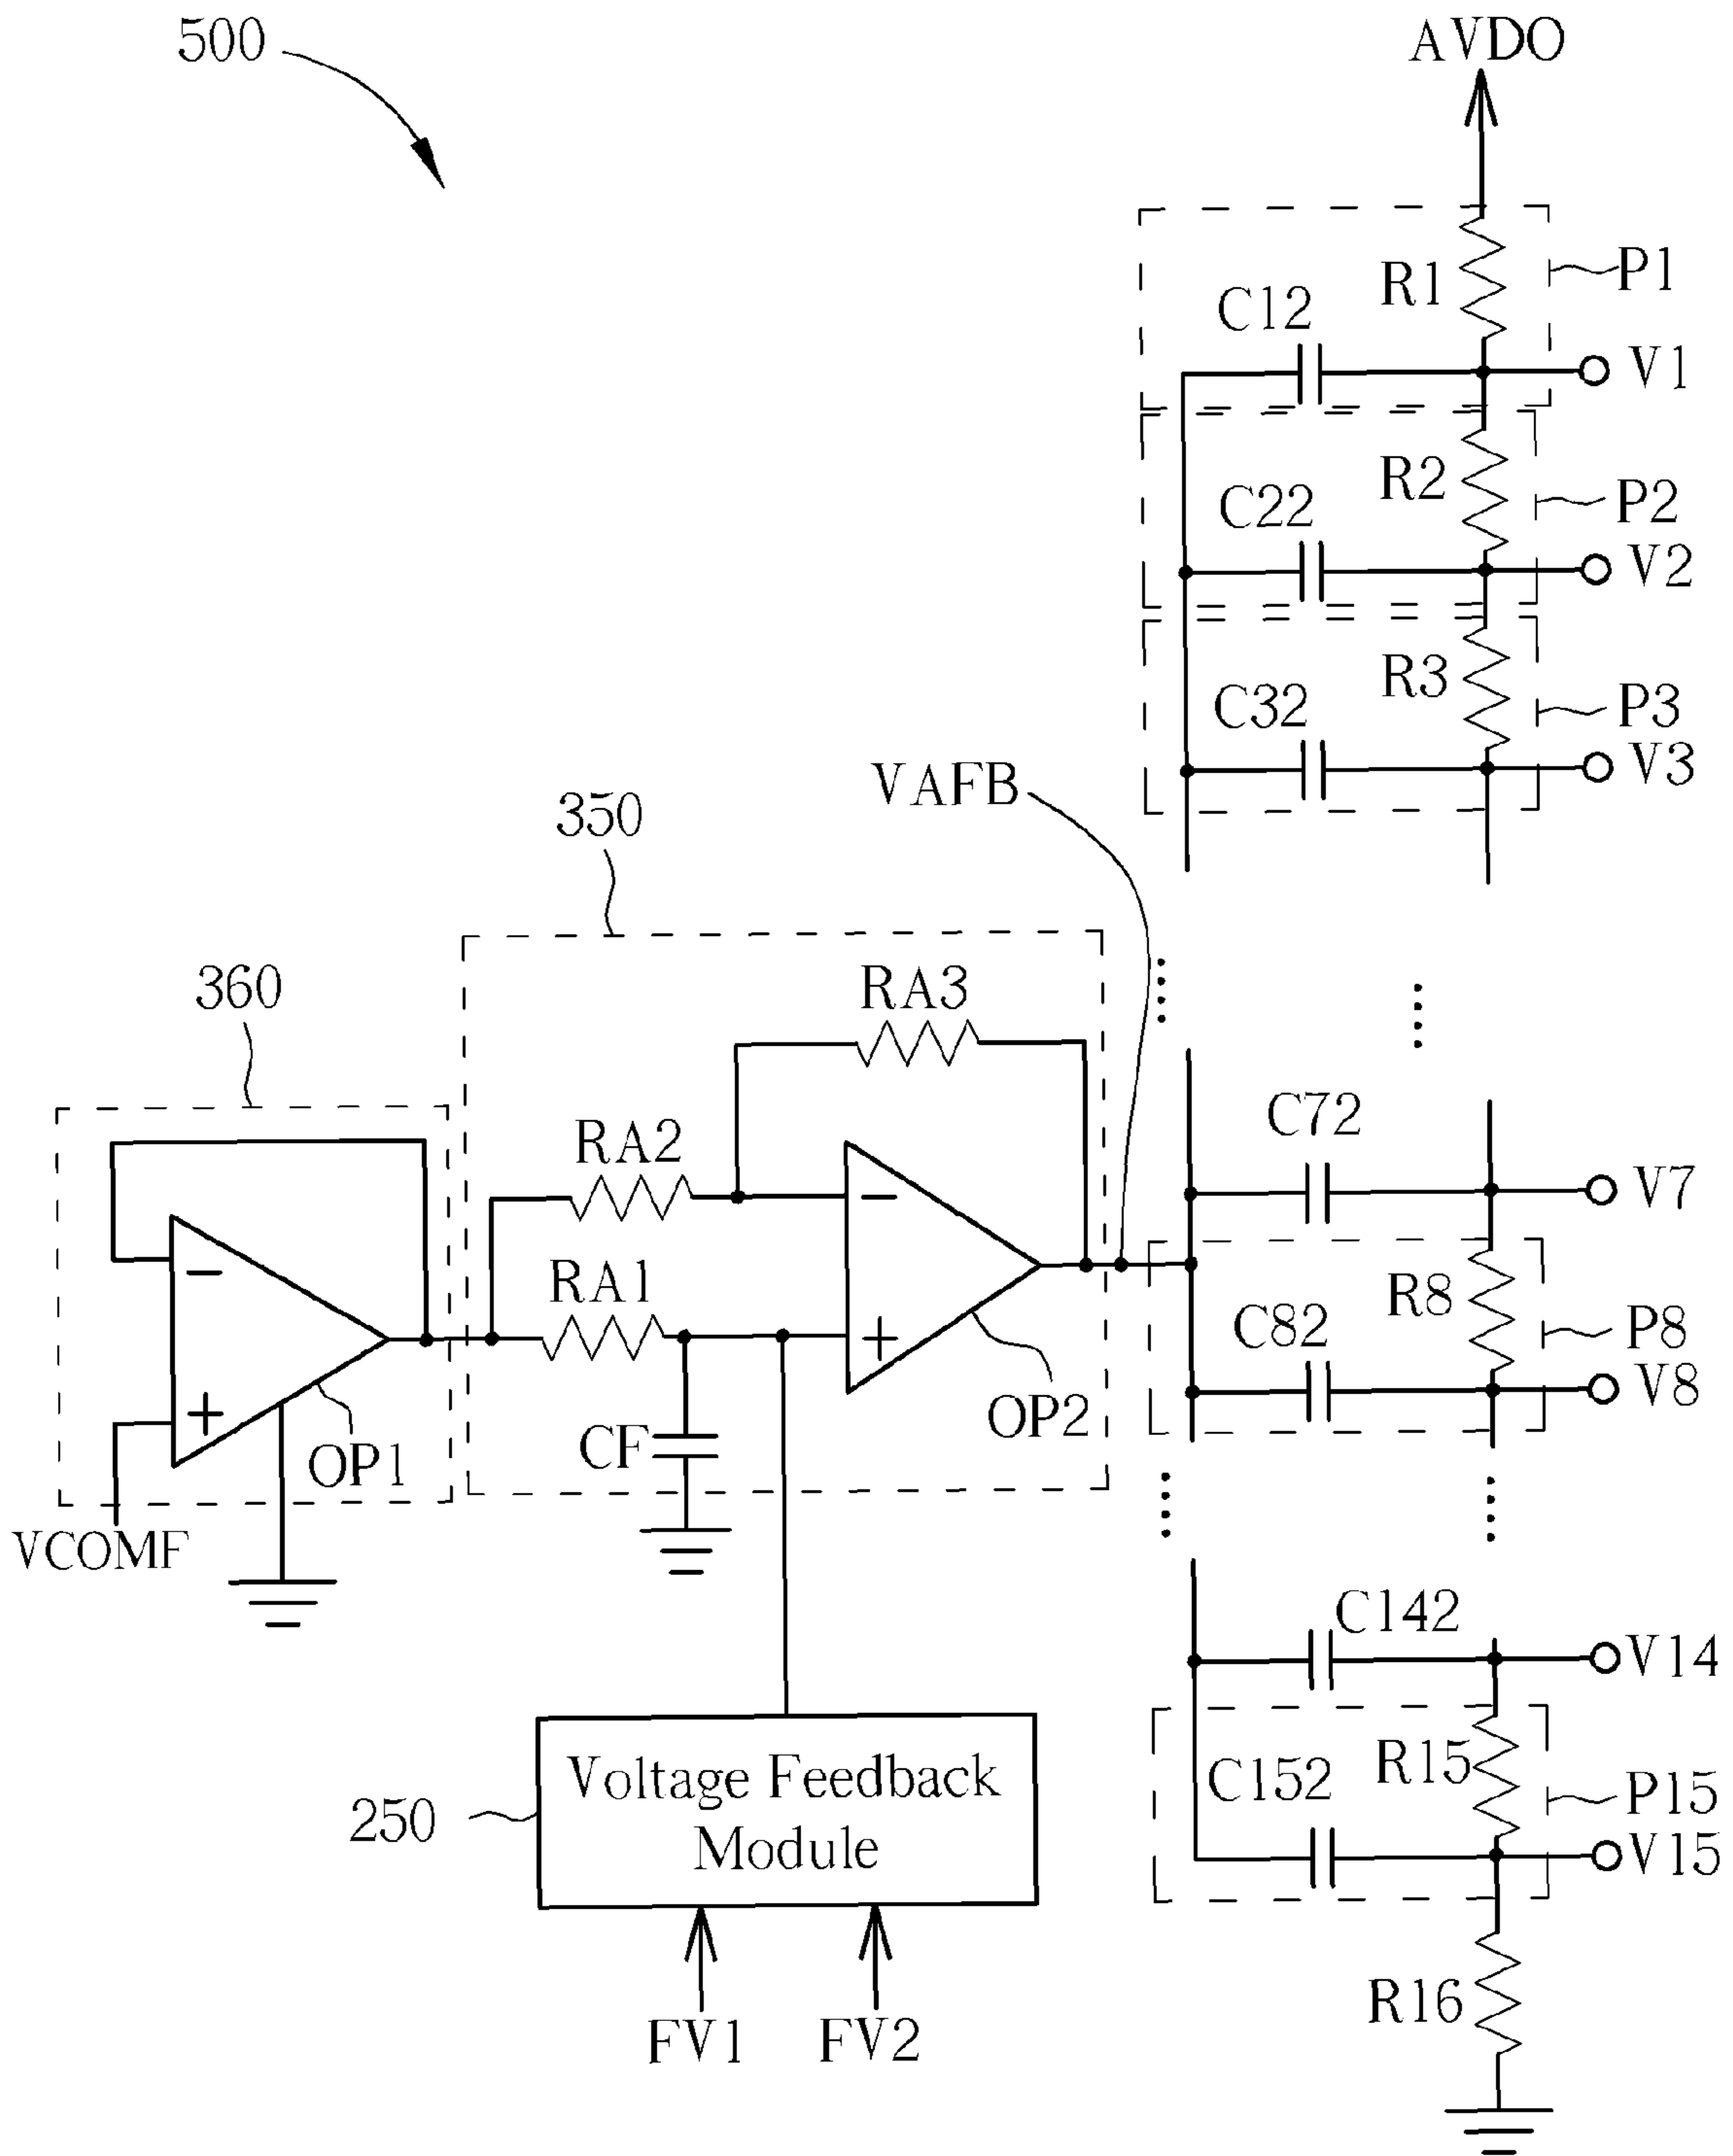 500
AVDO
R1
P1
C12
V1
R2
P2
C22
V2
R3
P3
C32
V3
VAFB
350
360
RA3
C72
V7
RA2
−
−
RA1
R8
P8
C82
V8
+
+
OP2
OP1
CF
VCOMF
C142
V14
R15
P15
C152
V15
Voltage Feedback
Module
250
R16
FV1
FV2